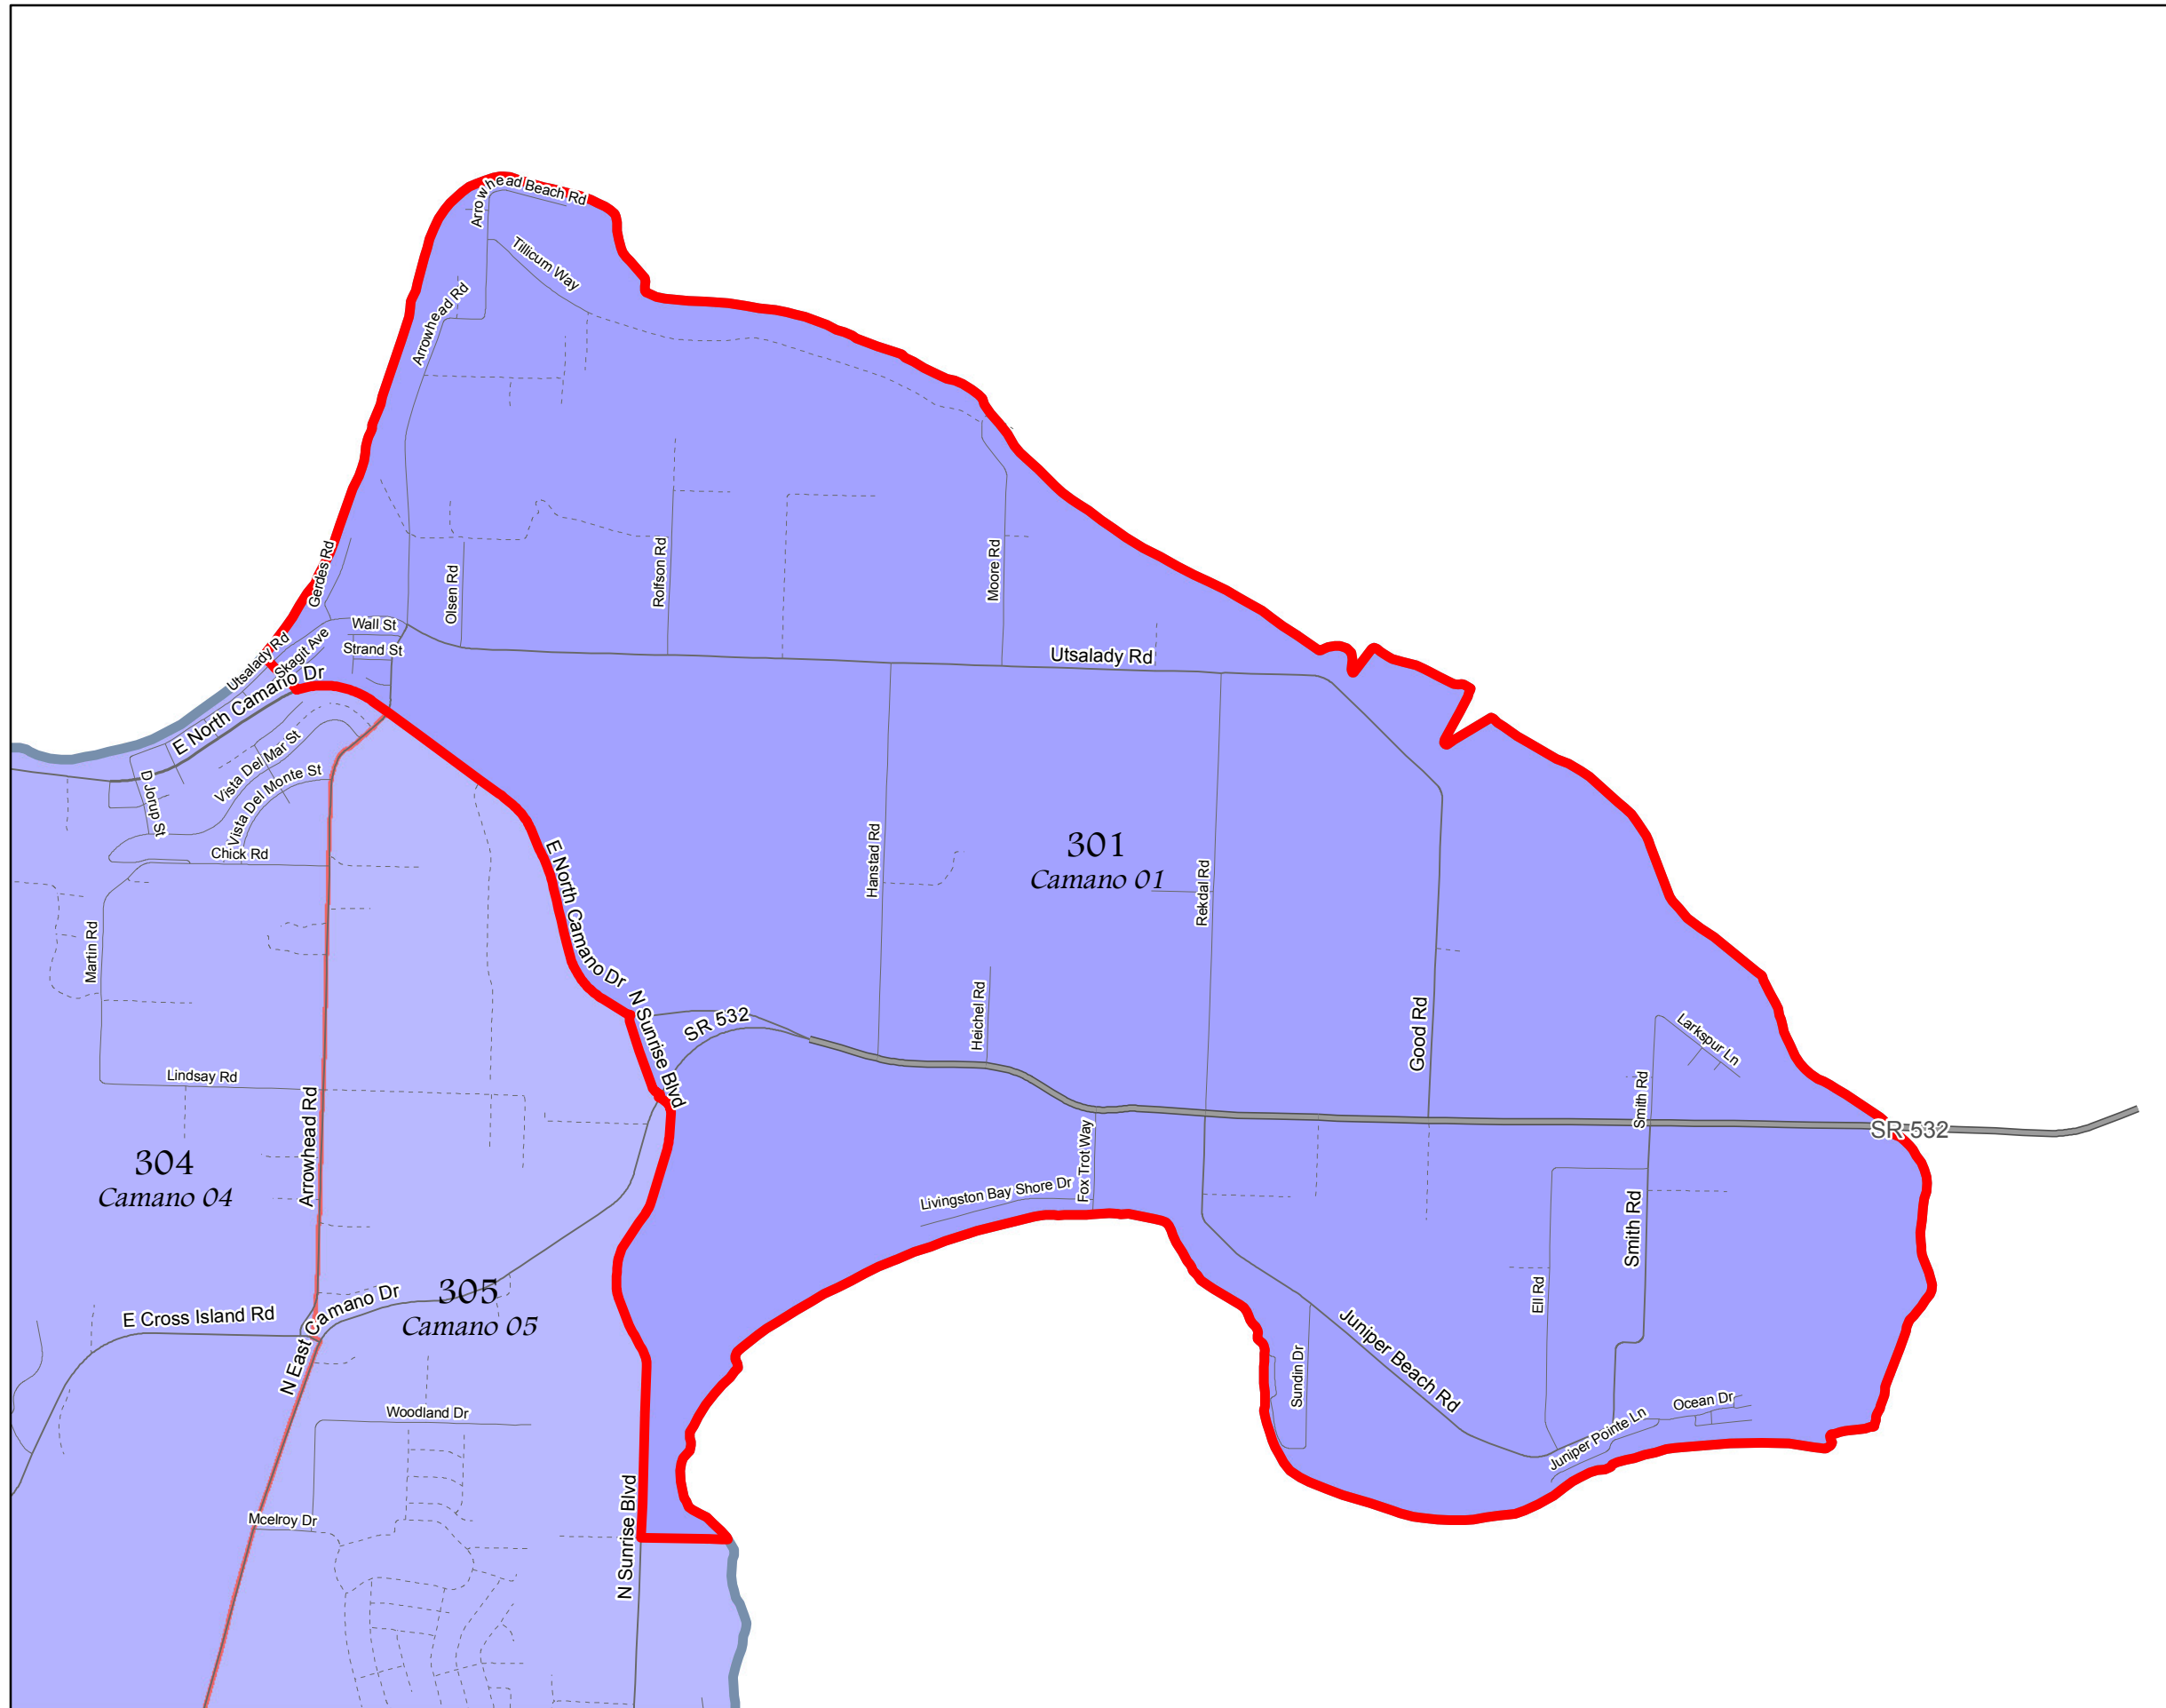 Arrowhead Beach Rd
Tillicum Way
Arrowhead Rd
Gerdes Rd
Olsen Rd
Rolfson Rd
Moore Rd
Wall St
Strand St
Utsalady Rd
Skagit Ave
Utsalady Rd
E North Camano Dr
Vista Del Mar St
Vista Del Monte St
D Jorup St
Chick Rd
E North Camano Dr
Hanstad Rd
301
Camano 01
Rekdal Rd
Martin Rd
N Sunrise Blvd
SR 532
Heichel Rd
Good Rd
Larkspur Ln
Lindsay Rd
Arrowhead Rd
Smith Rd
SR 532
Fox Trot Way
304
Camano 04
Livingston Bay Shore Dr
Smith Rd
305
Camano 05
E Cross Island Rd
N East Camano Dr
Ell Rd
Sundin Dr
Juniper Beach Rd
Woodland Dr
Ocean Dr
Juniper Pointe Ln
Mcelroy Dr
N Sunrise Blvd